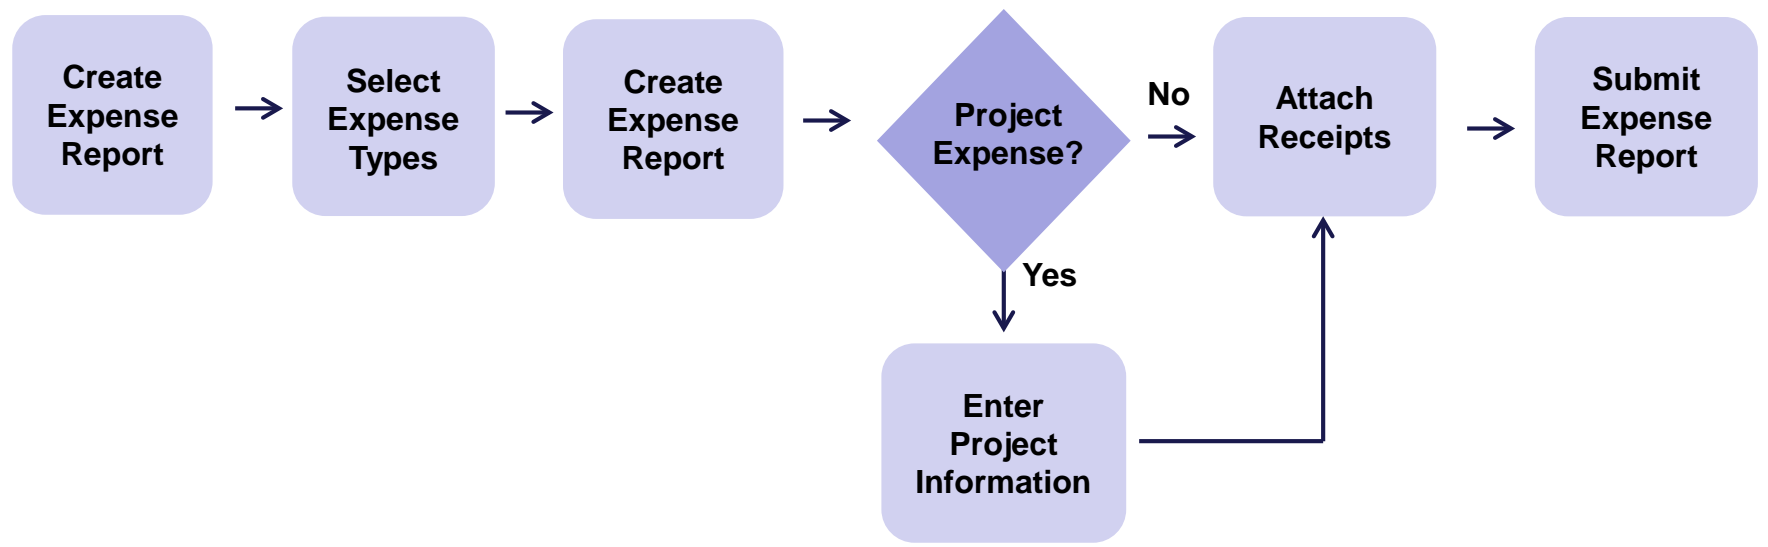 Create
Expense
Report
Select
Expense
Types
Create
Expense
Report
Project
Expense?
No
Attach
Receipts
Submit
Expense
Report
Yes
Enter
Project
Information